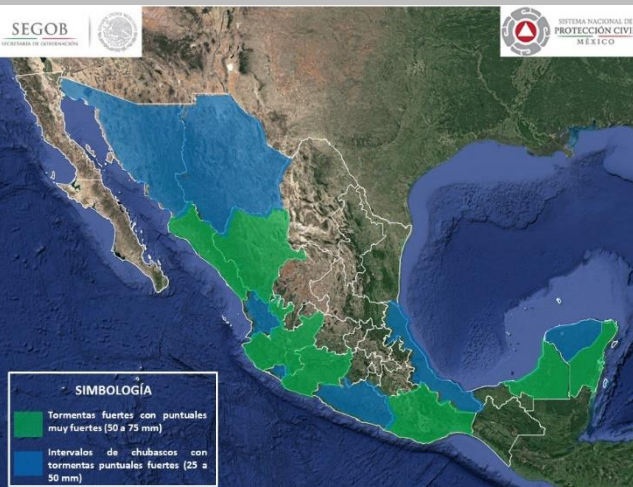 SEGOB
SECRETARÍA DE GOBERNACIÓN
SISTEMA NACIONAL DE
PROTECCIÓN CIVIL
MÉXICO
SIMBOLOGÍA
Tormentas fuertes con puntuales
muy fuertes (50 a 75 mm)
Intervalos de chubascos con
tormentas puntuales fuertes (25 a
50 mm)